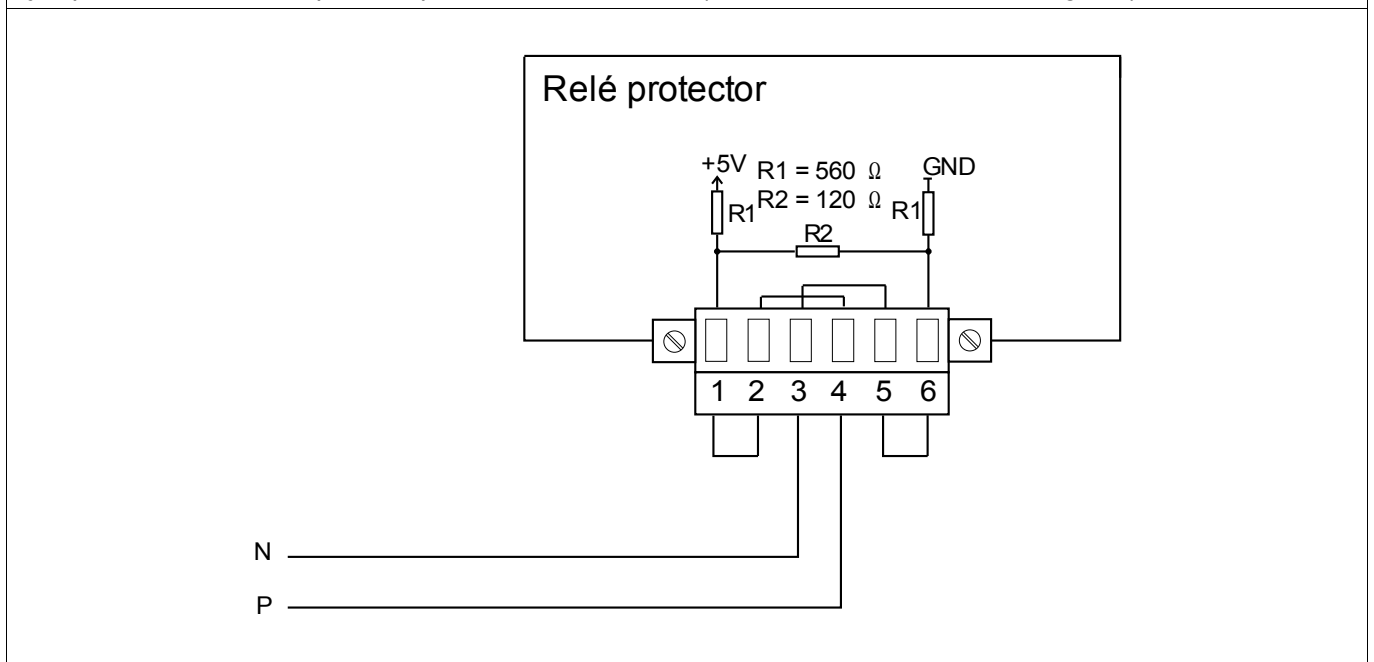 Relé protector
+5V R1 = 560 Ω GND
R1 R2 = 120 Ω R1
R2
1 2 3 4 5 6
N
P